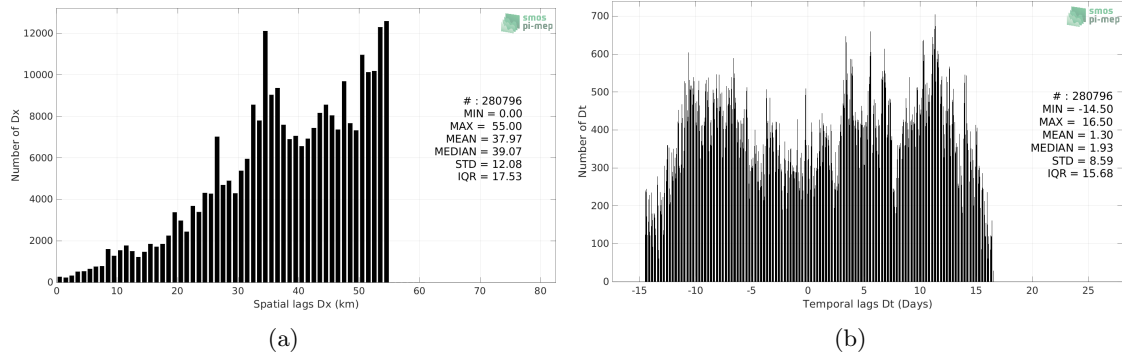 smos
pi-mep
12000
10000
8000
6000
4000
2000
0
Number of Dx
# : 280796
MIN = 0.00
MAX = 55.00
MEAN = 37.97
MEDIAN = 39.07
STD = 12.08
IQR = 17.53
0 10 20 30 40 50 60 70 80
Spatial lags Dx (km)
(a)
smos
pi-mep
700
600
500
400
300
200
100
0
Number of Dt
# : 280796
MIN = -14.50
MAX = 16.50
MEAN = 1.30
MEDIAN = 1.93
STD = 8.59
IQR = 15.68
-15 -10 -5 0 5 10 15 20 25
Temporal lags Dt (Days)
(b)